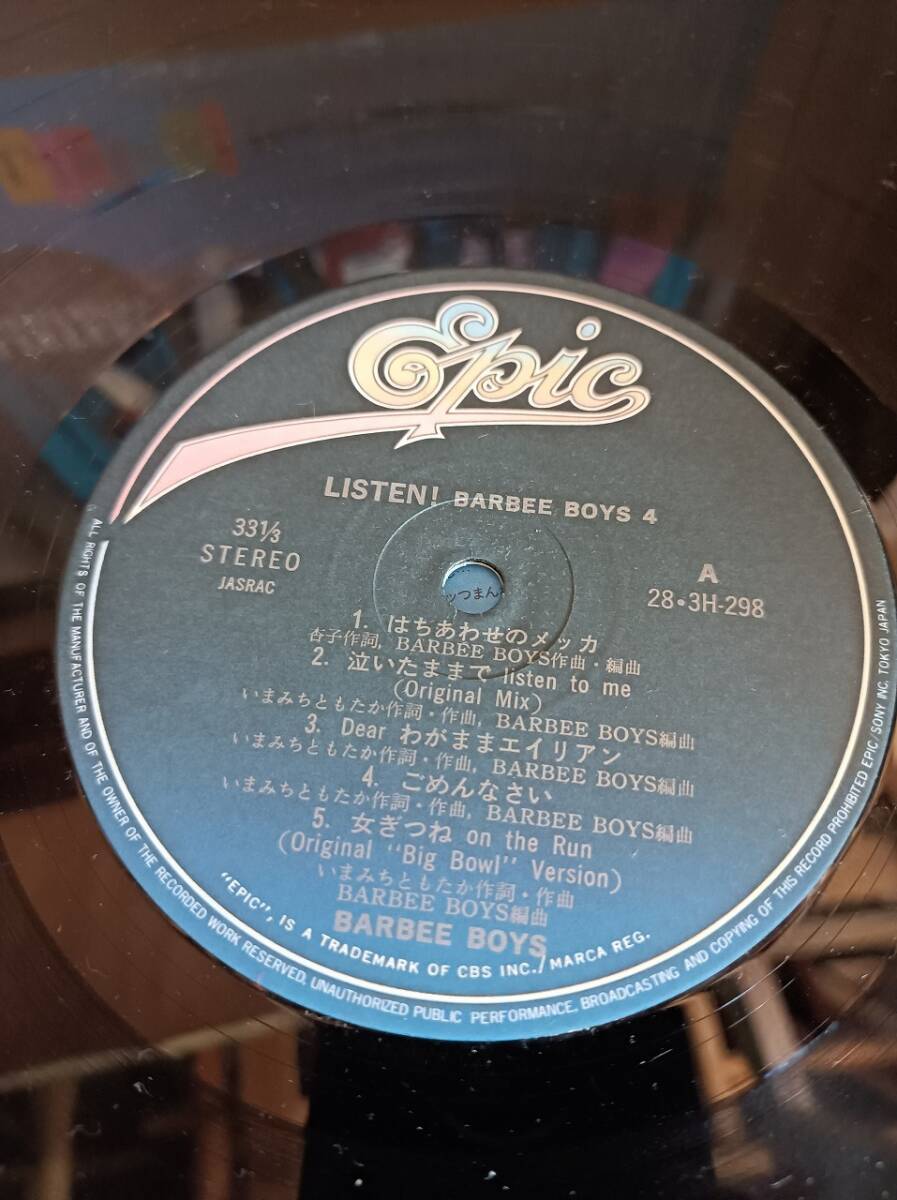 Epic
LISTEN! BARBEE BOYS 4
33⅓
STEREO
JASRAC
A
28・3H-298
ッつまん
1. はちあわせのメッカ
杏子作詞, BARBEE BOYS作曲・編曲
2. 泣いたままで listen to me
(Original Mix)
いまみちともたか作詞・作曲, BARBEE BOYS編曲
3. Dear わがままエイリアン
いまみちともたか作詞・作曲, BARBEE BOYS編曲
4. ごめんなさい
いまみちともたか作詞・作曲, BARBEE BOYS編曲
5. 女ぎつね on the Run
(Original "Big Bowl" Version)
いまみちともたか作詞・作曲
BARBEE BOYS編曲
BARBEE BOYS
"EPIC", IS A TRADEMARK OF CBS INC./MARCA REG.
ALL RIGHTS OF THE MANUFACTURER AND OF THE OWNER OF THE RECORDED WORK RESERVED, UNAUTHORIZED PUBLIC PERFORMANCE, BROADCASTING AND COPYING OF THIS RECORD PROHIBITED EPIC/SONY INC. TOKYO JAPAN